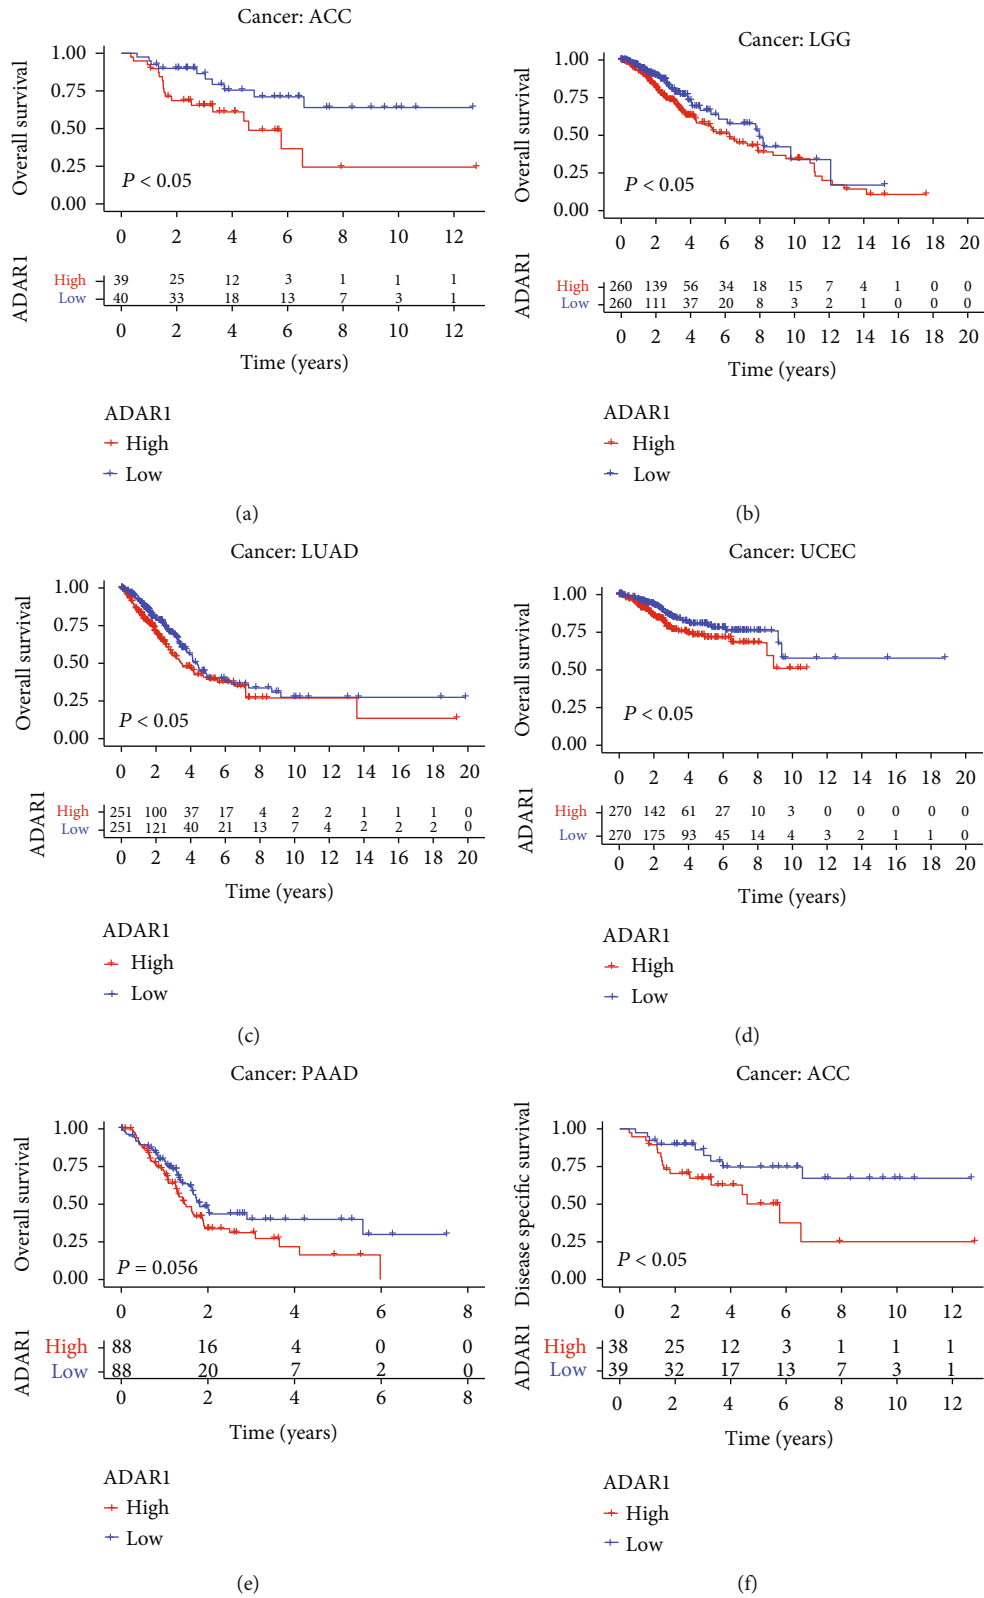 Cancer: ACC
Overall survival
1.00
0.75
0.50
0.25
0.00
P < 0.05
0 2 4 6 8 10 12
ADAR1
High 39 25 12 3 1 1 1
Low 40 33 18 13 7 3 1
0 2 4 6 8 10 12
Time (years)
ADAR1
High
Low
(a)
Cancer: LGG
Overall survival
1.00
0.75
0.50
0.25
0.00
P < 0.05
0 2 4 6 8 10 12 14 16 18 20
ADAR1
High 260 139 56 34 18 15 7 4 1 0 0
Low 260 111 37 20 8 3 2 1 0 0 0
0 2 4 6 8 10 12 14 16 18 20
Time (years)
ADAR1
High
Low
(b)
Cancer: LUAD
Overall survival
1.00
0.75
0.50
0.25
0.00
P < 0.05
0 2 4 6 8 10 12 14 16 18 20
ADAR1
High 251 100 37 17 4 2 2 1 1 1 0
Low 251 121 40 21 13 7 4 2 2 2 0
0 2 4 6 8 10 12 14 16 18 20
Time (years)
ADAR1
High
Low
(c)
Cancer: UCEC
Overall survival
1.00
0.75
0.50
0.25
0.00
P < 0.05
0 2 4 6 8 10 12 14 16 18 20
ADAR1
High 270 142 61 27 10 3 0 0 0 0 0
Low 270 175 93 45 14 4 3 2 1 1 0
0 2 4 6 8 10 12 14 16 18 20
Time (years)
ADAR1
High
Low
(d)
Cancer: PAAD
Overall survival
1.00
0.75
0.50
0.25
0.00
P = 0.056
0 2 4 6 8
ADAR1
High 88 16 4 0 0
Low 88 20 7 2 0
0 2 4 6 8
Time (years)
ADAR1
High
Low
(e)
Cancer: ACC
Disease specific survival
1.00
0.75
0.50
0.25
0.00
P < 0.05
0 2 4 6 8 10 12
ADAR1
High 38 25 12 3 1 1 1
Low 39 32 17 13 7 3 1
0 2 4 6 8 10 12
Time (years)
ADAR1
High
Low
(f)